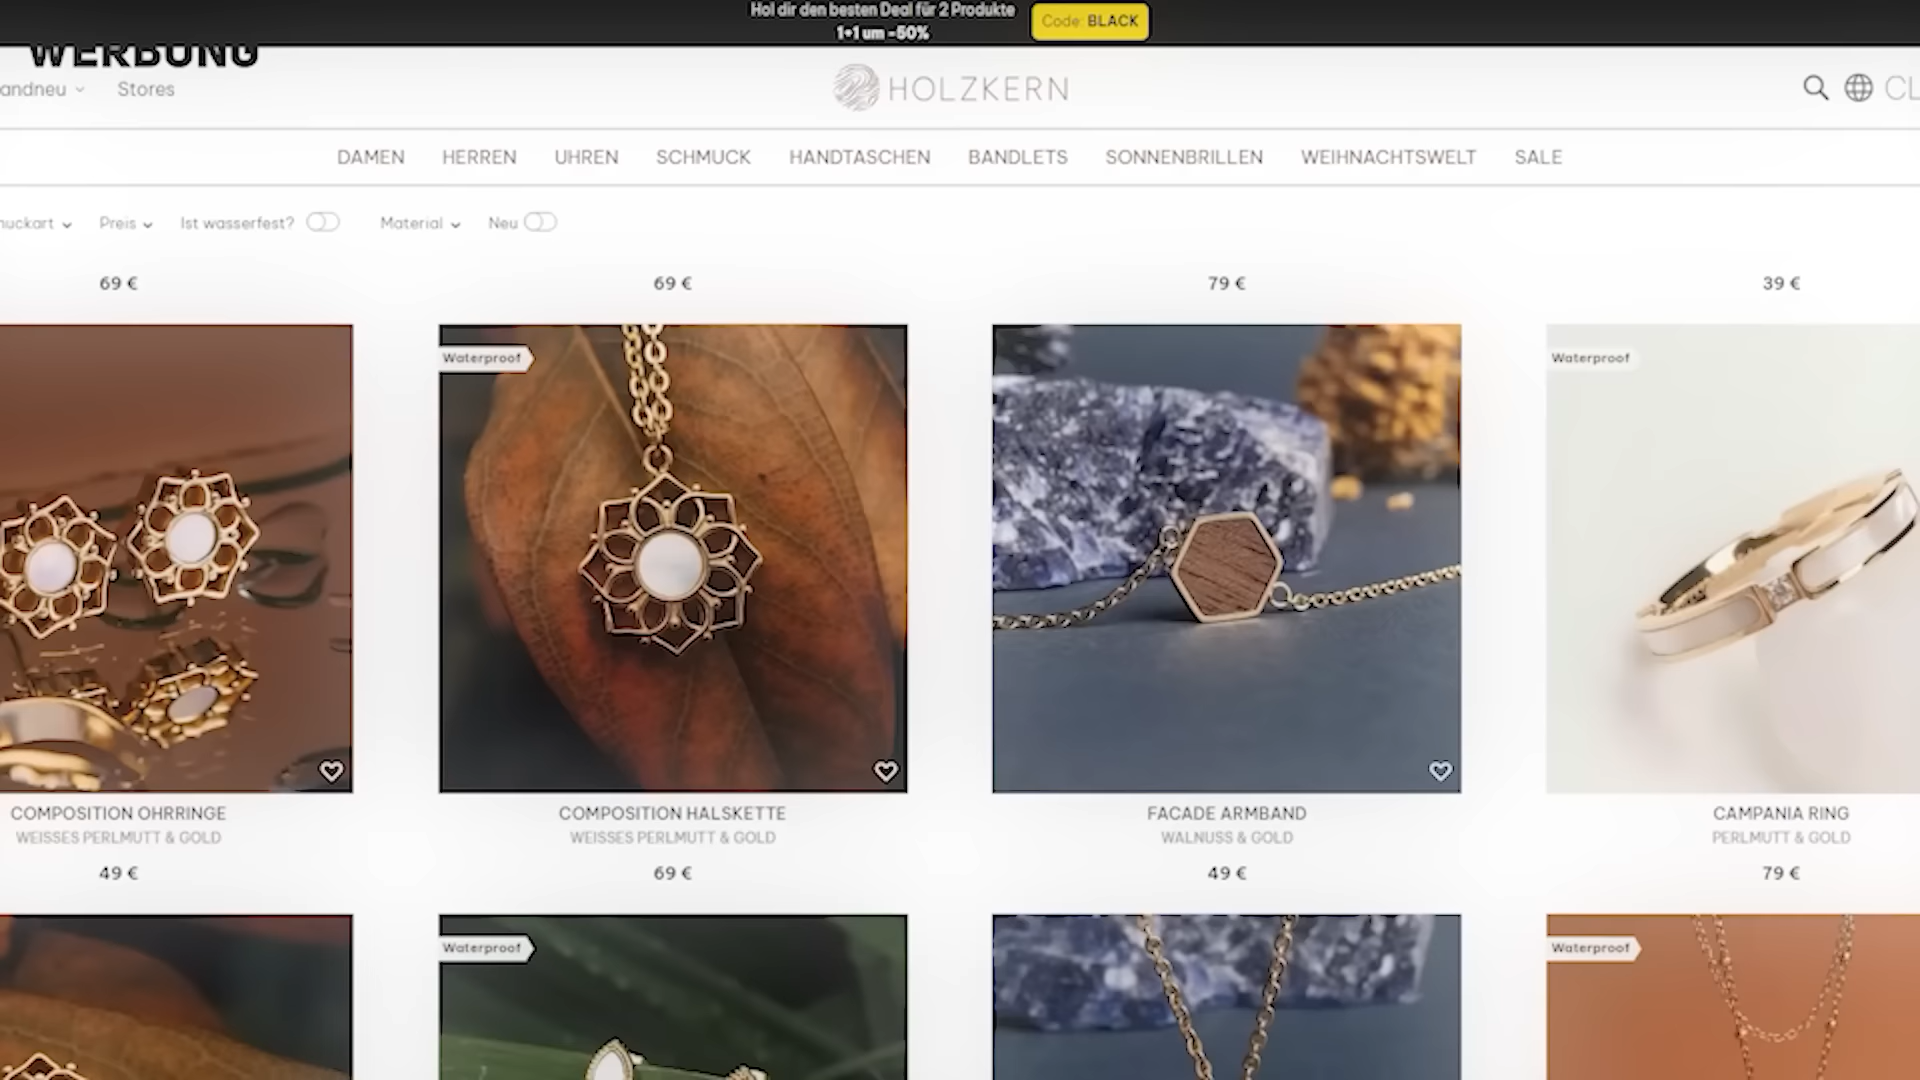 Hol dir den besten Deal für 2 Produkte
1+1 um -50%
Code: BLACK
WERBUNG
Stores
HOLZKERN
DAMEN HERREN UHREN SCHMUCK HANDTASCHEN BANDLETS SONNENBRILLEN WEIHNACHTSWELT SALE
Preis Ist wasserfest? Material Neu
69 € 69 € 79 € 39 €
Waterproof Waterproof
COMPOSITION OHRRINGE
WEISSES PERLMUTT & GOLD
49 €
COMPOSITION HALSKETTE
WEISSES PERLMUTT & GOLD
69 €
FACADE ARMBAND
WALNUSS & GOLD
49 €
CAMPANIA RING
PERLMUTT & GOLD
79 €
Waterproof Waterproof